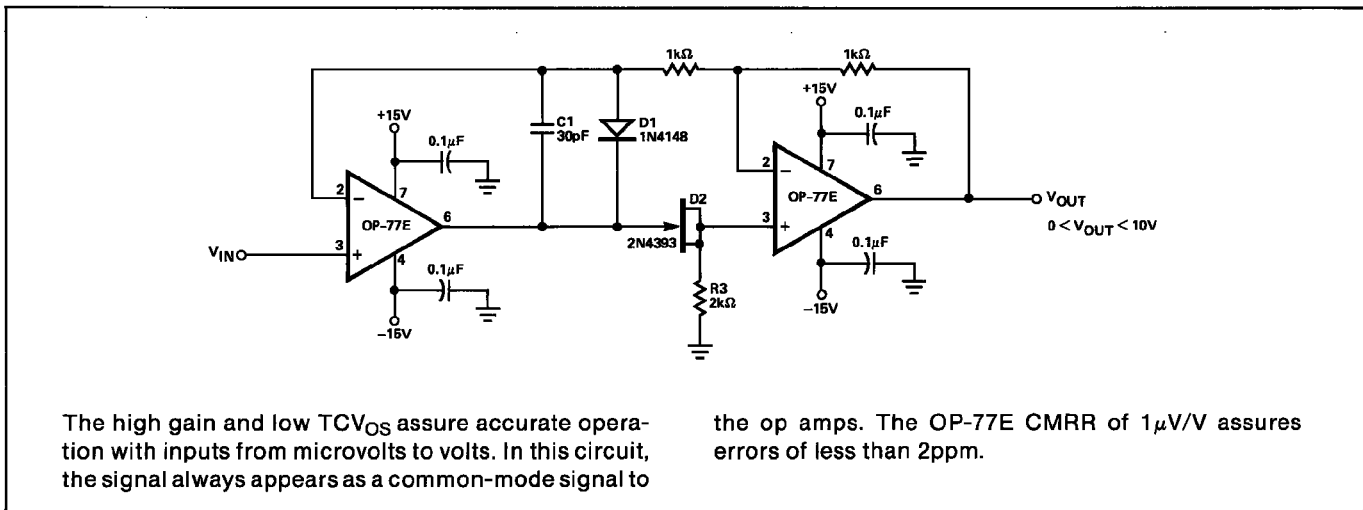 1kΩ 1kΩ
+15V
C1
30pF
D1
1N4148
0.1μF
+15V
0.1μF
2 − 7
OP-77E 6
3 + 4
VIN
0.1μF
−15V
D2
2N4393
R3
2kΩ
2 − 7
OP-77E 6
3 + 4
VOUT
0 < VOUT < 10V
0.1μF
−15V
The high gain and low TCVOS assure accurate opera-
tion with inputs from microvolts to volts. In this circuit,
the signal always appears as a common-mode signal to
the op amps. The OP-77E CMRR of 1μV/V assures
errors of less than 2ppm.